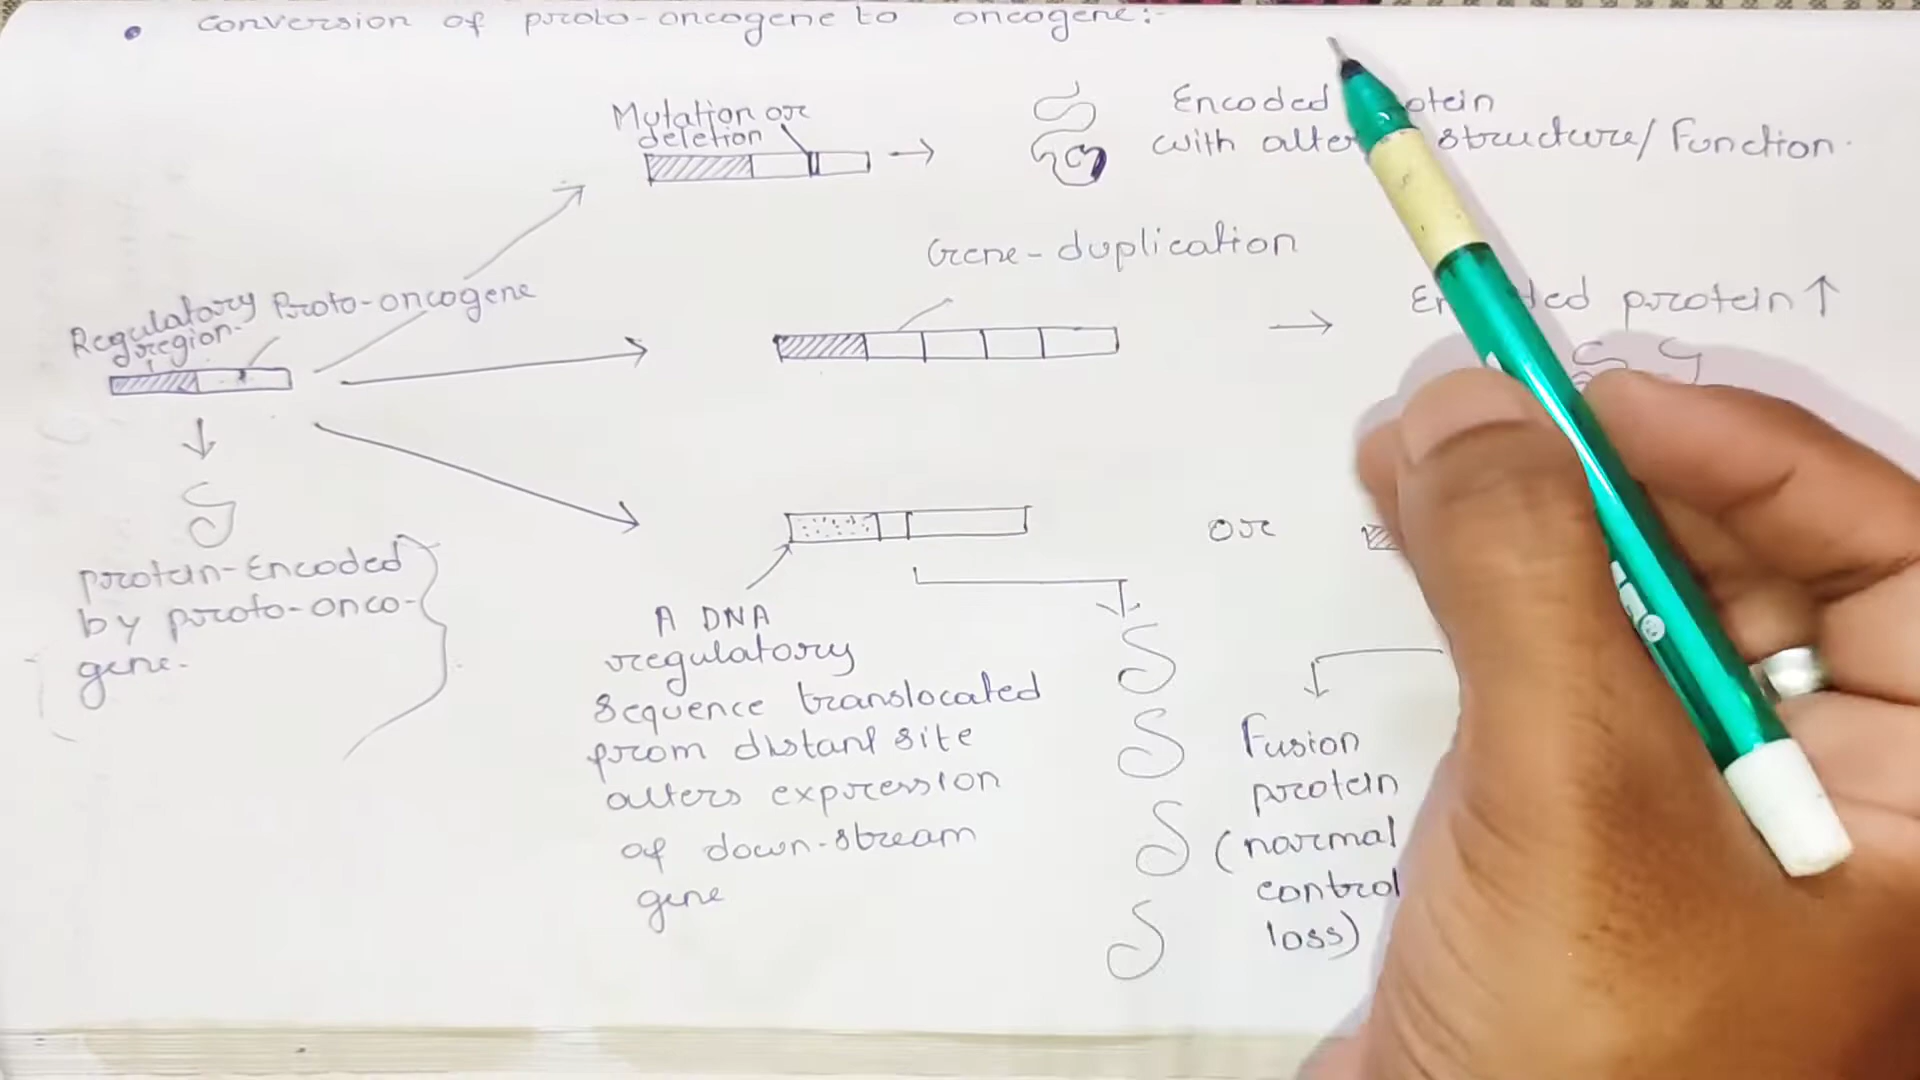 • conversion of proto-oncogene to oncogene:-
Mutation or
deletion
Encoded
with structure/Function.
Gene-duplication
protein↑
Regulatory
region-
Proto-oncogene
protein-Encoded
by proto-onco-
gene-
or
A DNA
regulatory
sequence translocated
from distant site
alters expression
of down-stream
gene
Fusion
protein
(normal
control
loss)